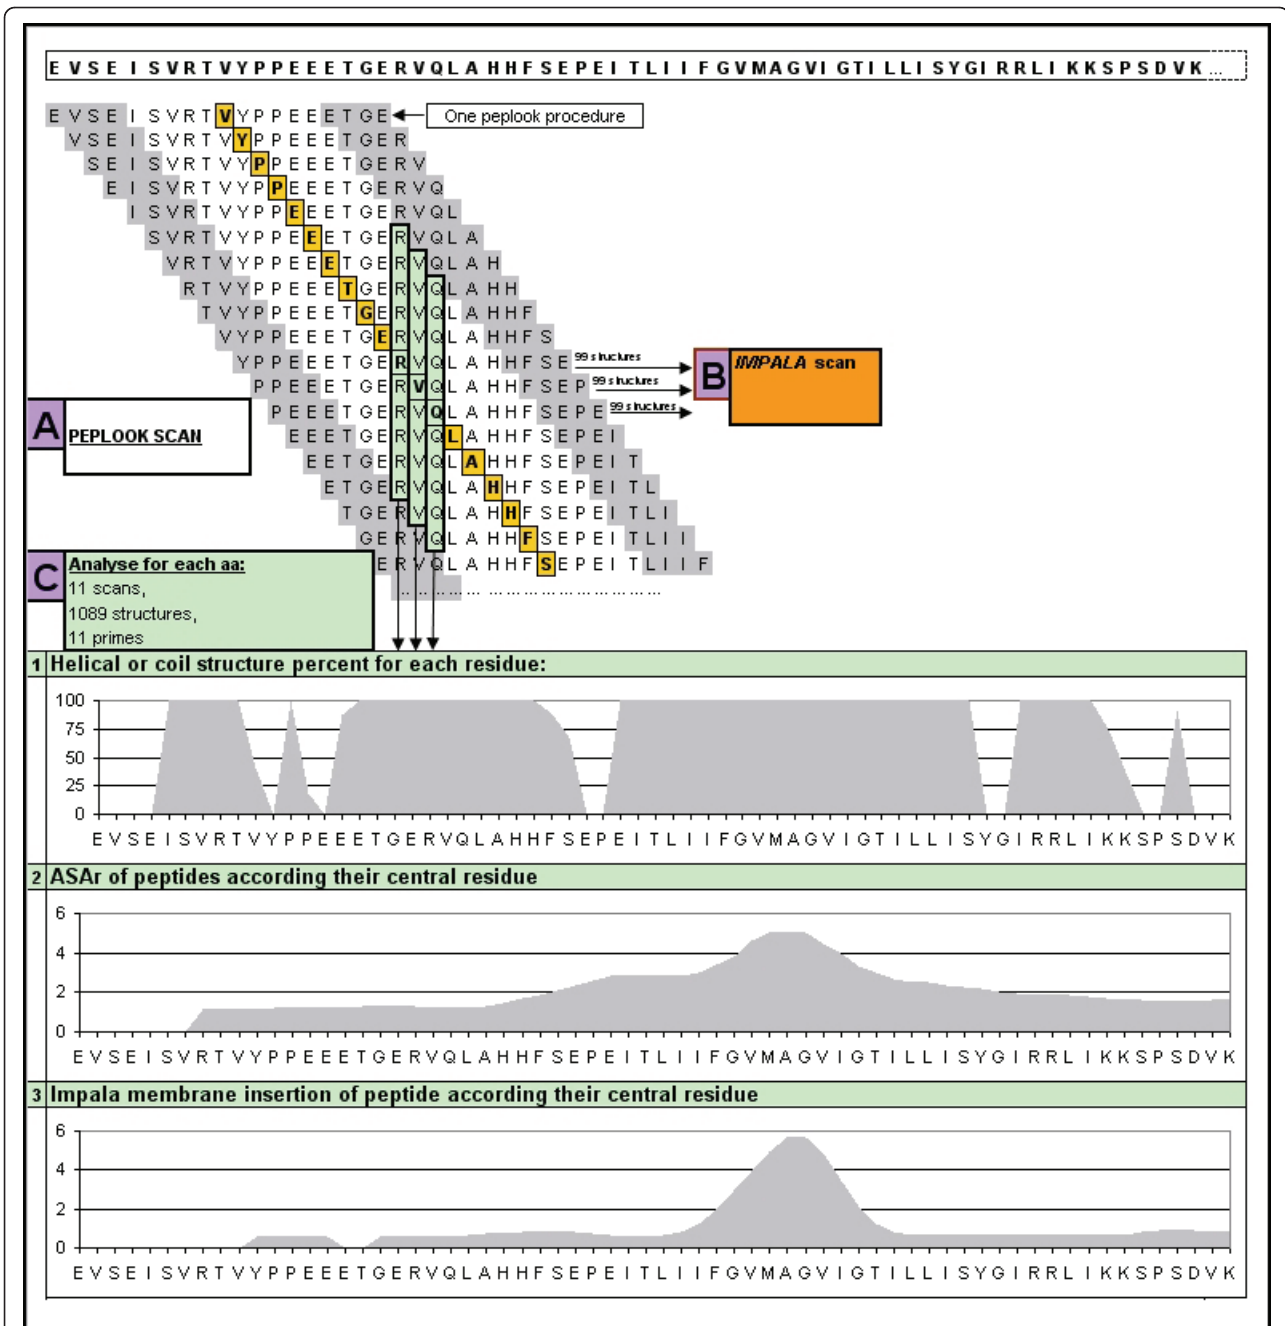 E V S E I S V R T V Y P P E E E T G E R V Q L A H H F S E P E I T L I I F G V M A G V I G T I L L I S Y G I R R L I K K S P S D V K ...
E V S E I S V R T V Y P P E E E T G E One peplook procedure
V S E I S V R T V Y P P E E E T G E R
S E I S V R T V Y P P E E E T G E R V
E I S V R T V Y P P E E E T G E R V Q
I S V R T V Y P P E E E T G E R V Q L
S V R T V Y P P E E E T G E R V Q L A
V R T V Y P P E E E T G E R V Q L A H
R T V Y P P E E E T G E R V Q L A H H
T V Y P P E E E T G E R V Q L A H H F
V Y P P E E E T G E R V Q L A H H F S
Y P P E E E T G E R V Q L A H H F S E 99 structures
P P E E E T G E R V Q L A H H F S E P 99 structures
P E E E T G E R V Q L A H H F S E P E 99 structures
B IMPALA scan
E E E T G E R V Q L A H H F S E P E I
E E T G E R V Q L A H H F S E P E I T
E T G E R V Q L A H H F S E P E I T L
T G E R V Q L A H H F S E P E I T L I
G E R V Q L A H H F S E P E I T L I I
E R V Q L A H H F S E P E I T L I I F
A PEPLOOK SCAN
C Analyse for each aa:
11 scans,
1089 structures,
11 primes
1 Helical or coil structure percent for each residue:
100
75
50
25
0
E V S E I S V R T V Y P P E E E T G E R V Q L A H H F S E P E I T L I I F G V M A G V I G T I L L I S Y G I R R L I K K S P S D V K
2 ASAr of peptides according their central residue
6
4
2
0
E V S E I S V R T V Y P P E E E T G E R V Q L A H H F S E P E I T L I I F G V M A G V I G T I L L I S Y G I R R L I K K S P S D V K
3 Impala membrane insertion of peptide according their central residue
6
4
2
0
E V S E I S V R T V Y P P E E E T G E R V Q L A H H F S E P E I T L I I F G V M A G V I G T I L L I S Y G I R R L I K K S P S D V K